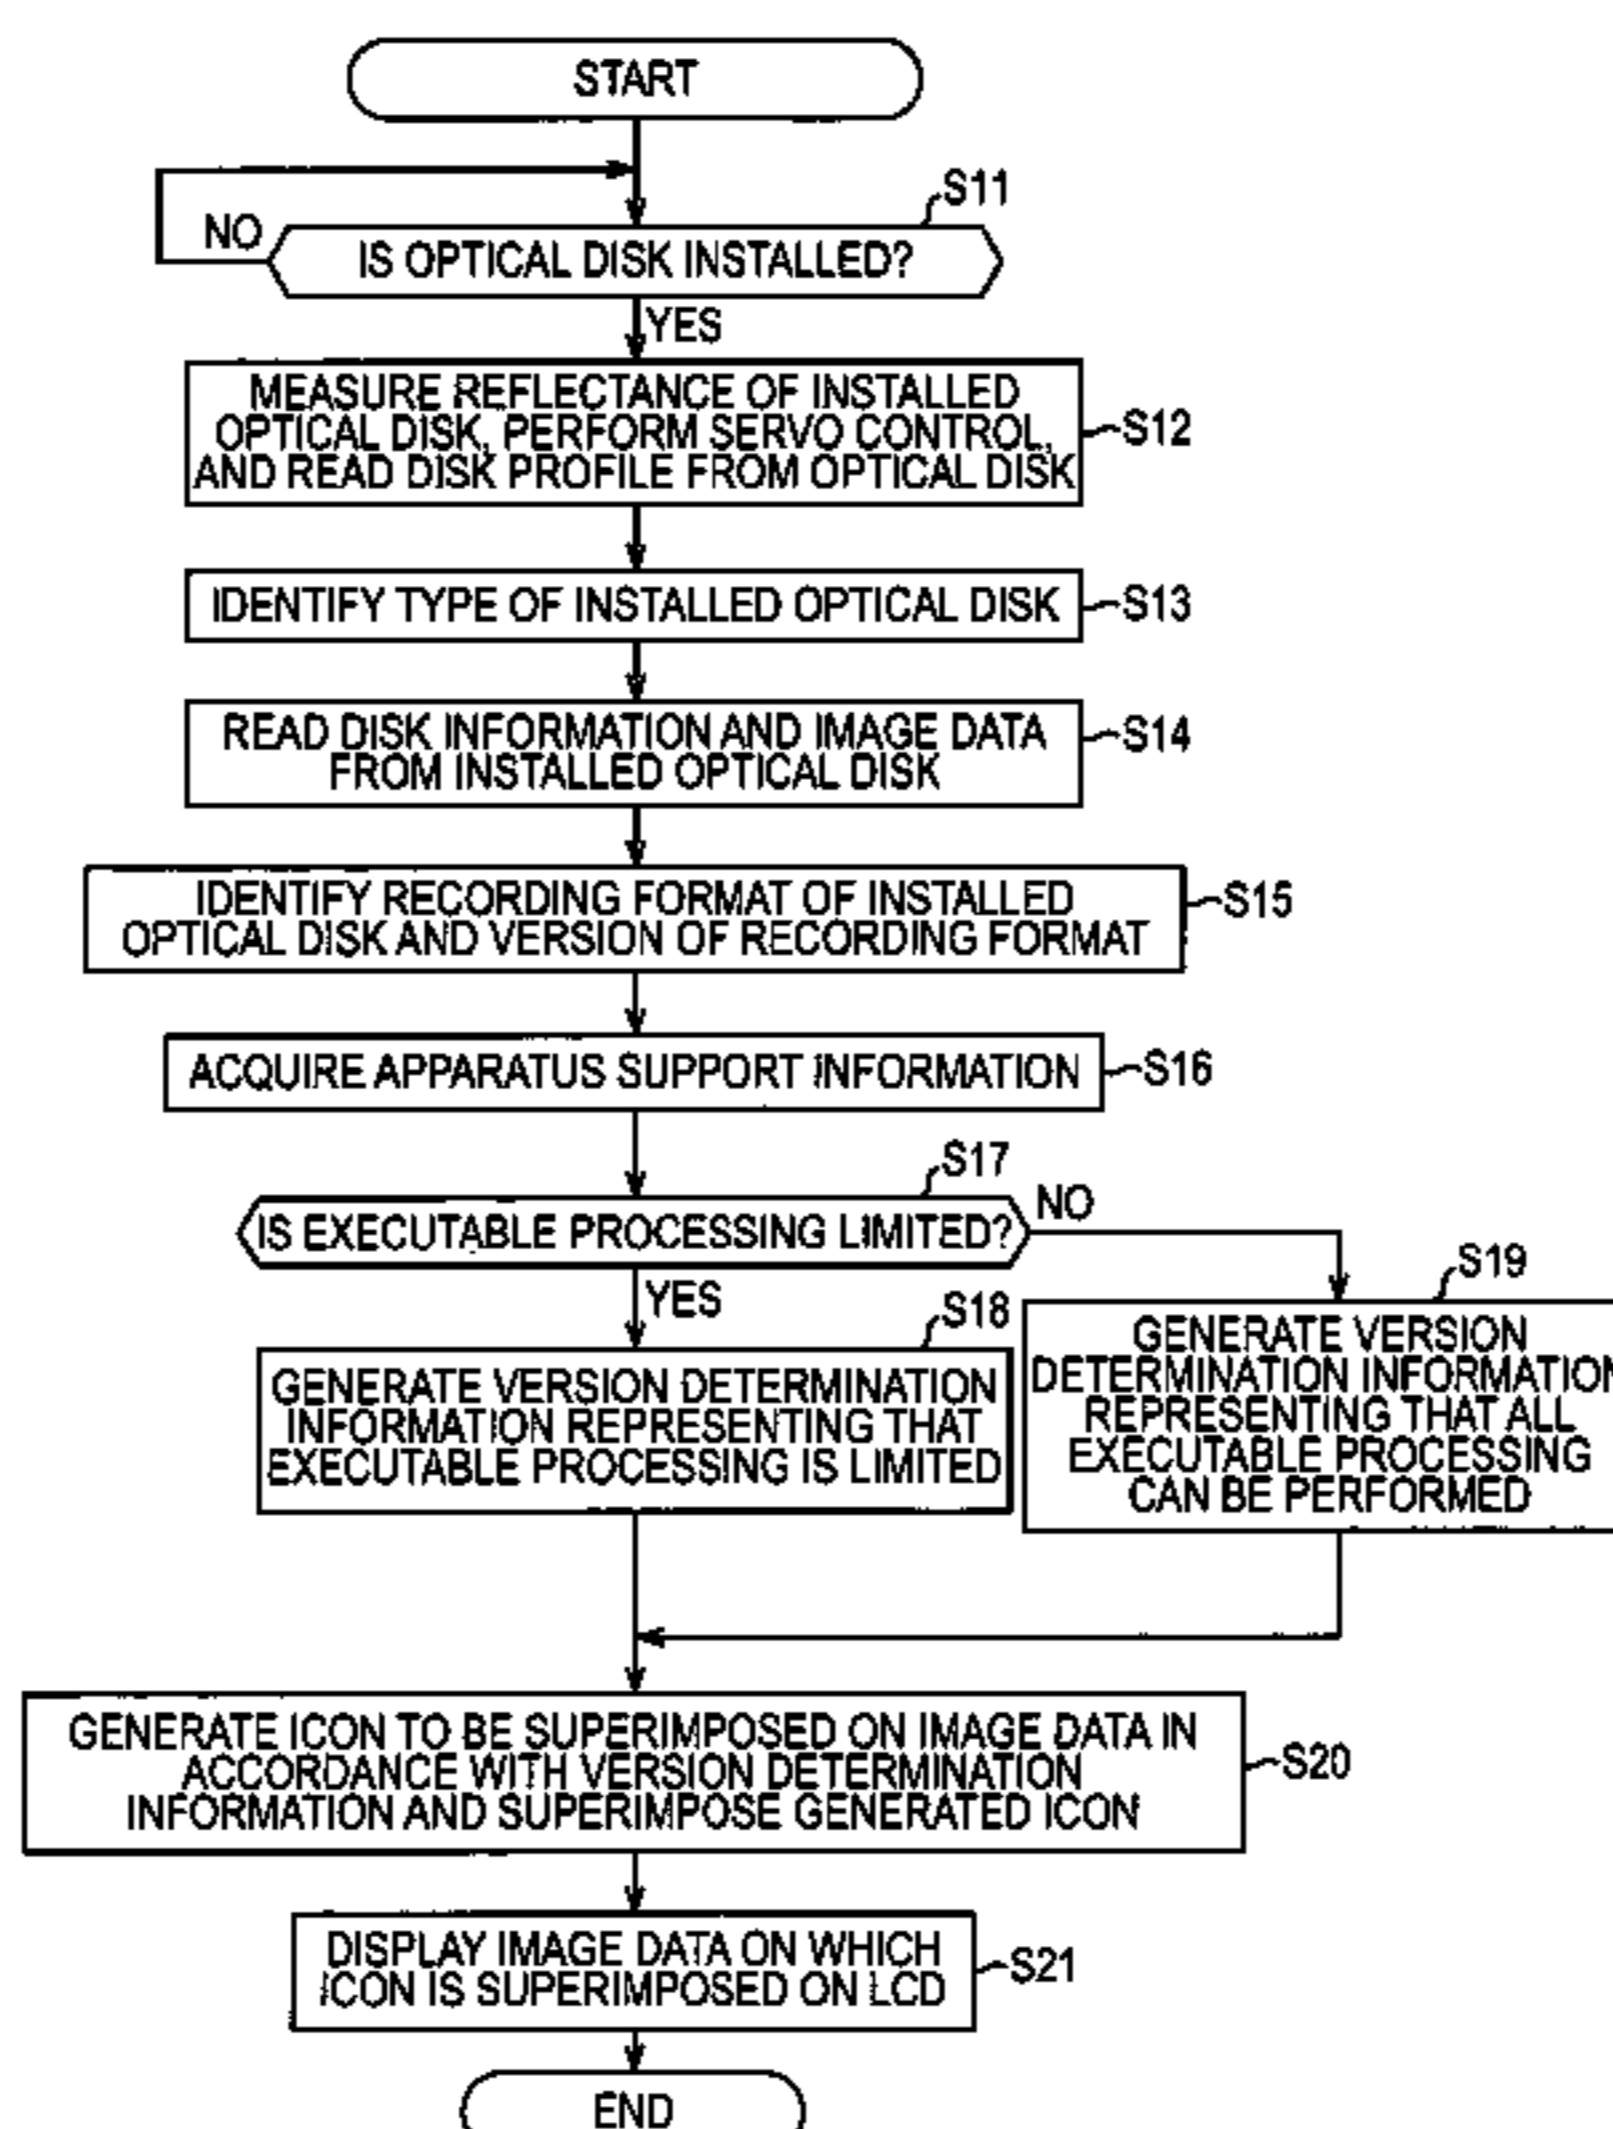 START
S11
NO
IS OPTICAL DISK INSTALLED?
YES
MEASURE REFLECTANCE OF INSTALLED
OPTICAL DISK, PERFORM SERVO CONTROL,
AND READ DISK PROFILE FROM OPTICAL DISK
S12
IDENTIFY TYPE OF INSTALLED OPTICAL DISK
S13
READ DISK INFORMATION AND IMAGE DATA
FROM INSTALLED OPTICAL DISK
S14
IDENTIFY RECORDING FORMAT OF INSTALLED
OPTICAL DISK AND VERSION OF RECORDING FORMAT
S15
ACQUIRE APPARATUS SUPPORT INFORMATION
S16
S17
IS EXECUTABLE PROCESSING LIMITED?
NO
YES
S18
GENERATE VERSION DETERMINATION
INFORMATION REPRESENTING THAT
EXECUTABLE PROCESSING IS LIMITED
S19
GENERATE VERSION
DETERMINATION INFORMATION
REPRESENTING THAT ALL
EXECUTABLE PROCESSING
CAN BE PERFORMED
GENERATE ICON TO BE SUPERIMPOSED ON IMAGE DATA IN
ACCORDANCE WITH VERSION DETERMINATION
INFORMATION AND SUPERIMPOSE GENERATED ICON
S20
DISPLAY IMAGE DATA ON WHICH
ICON IS SUPERIMPOSED ON LCD
S21
END